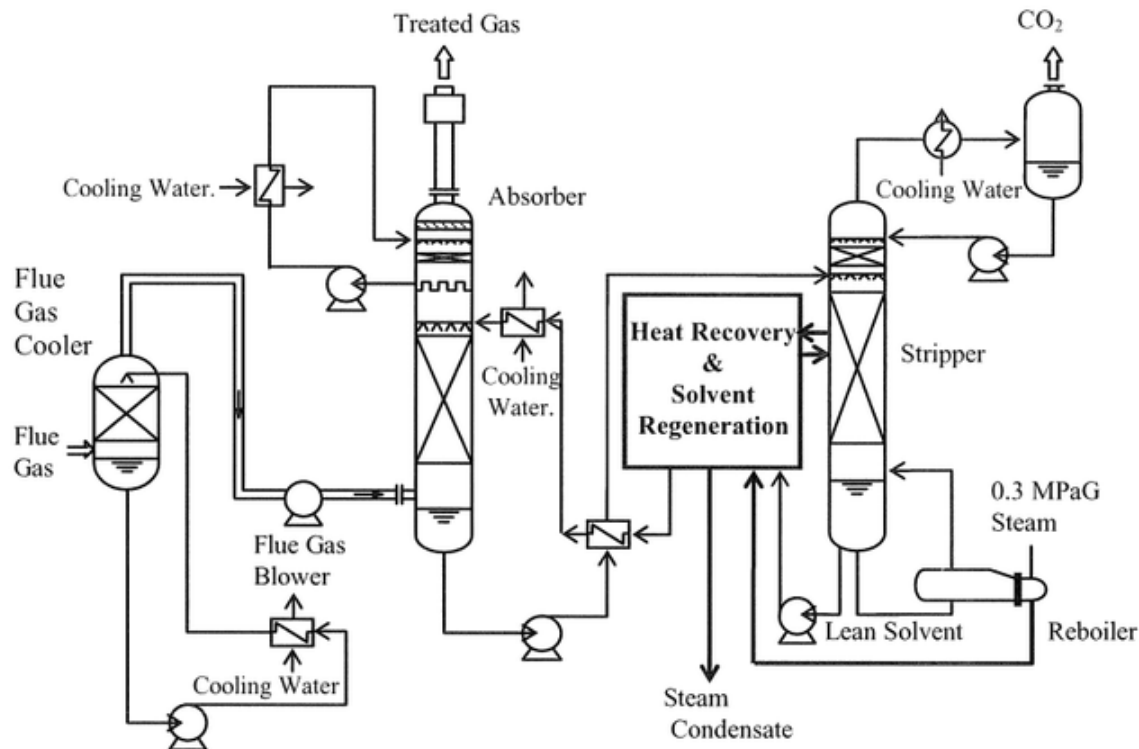 Treated Gas
CO₂
Cooling Water.
Absorber
Cooling Water
Flue
Gas
Cooler
Heat Recovery
&
Solvent
Regeneration
Stripper
Cooling
Water.
Flue
Gas
0.3 MPaG
Steam
Flue Gas
Blower
Lean Solvent
Reboiler
Cooling Water
Steam
Condensate